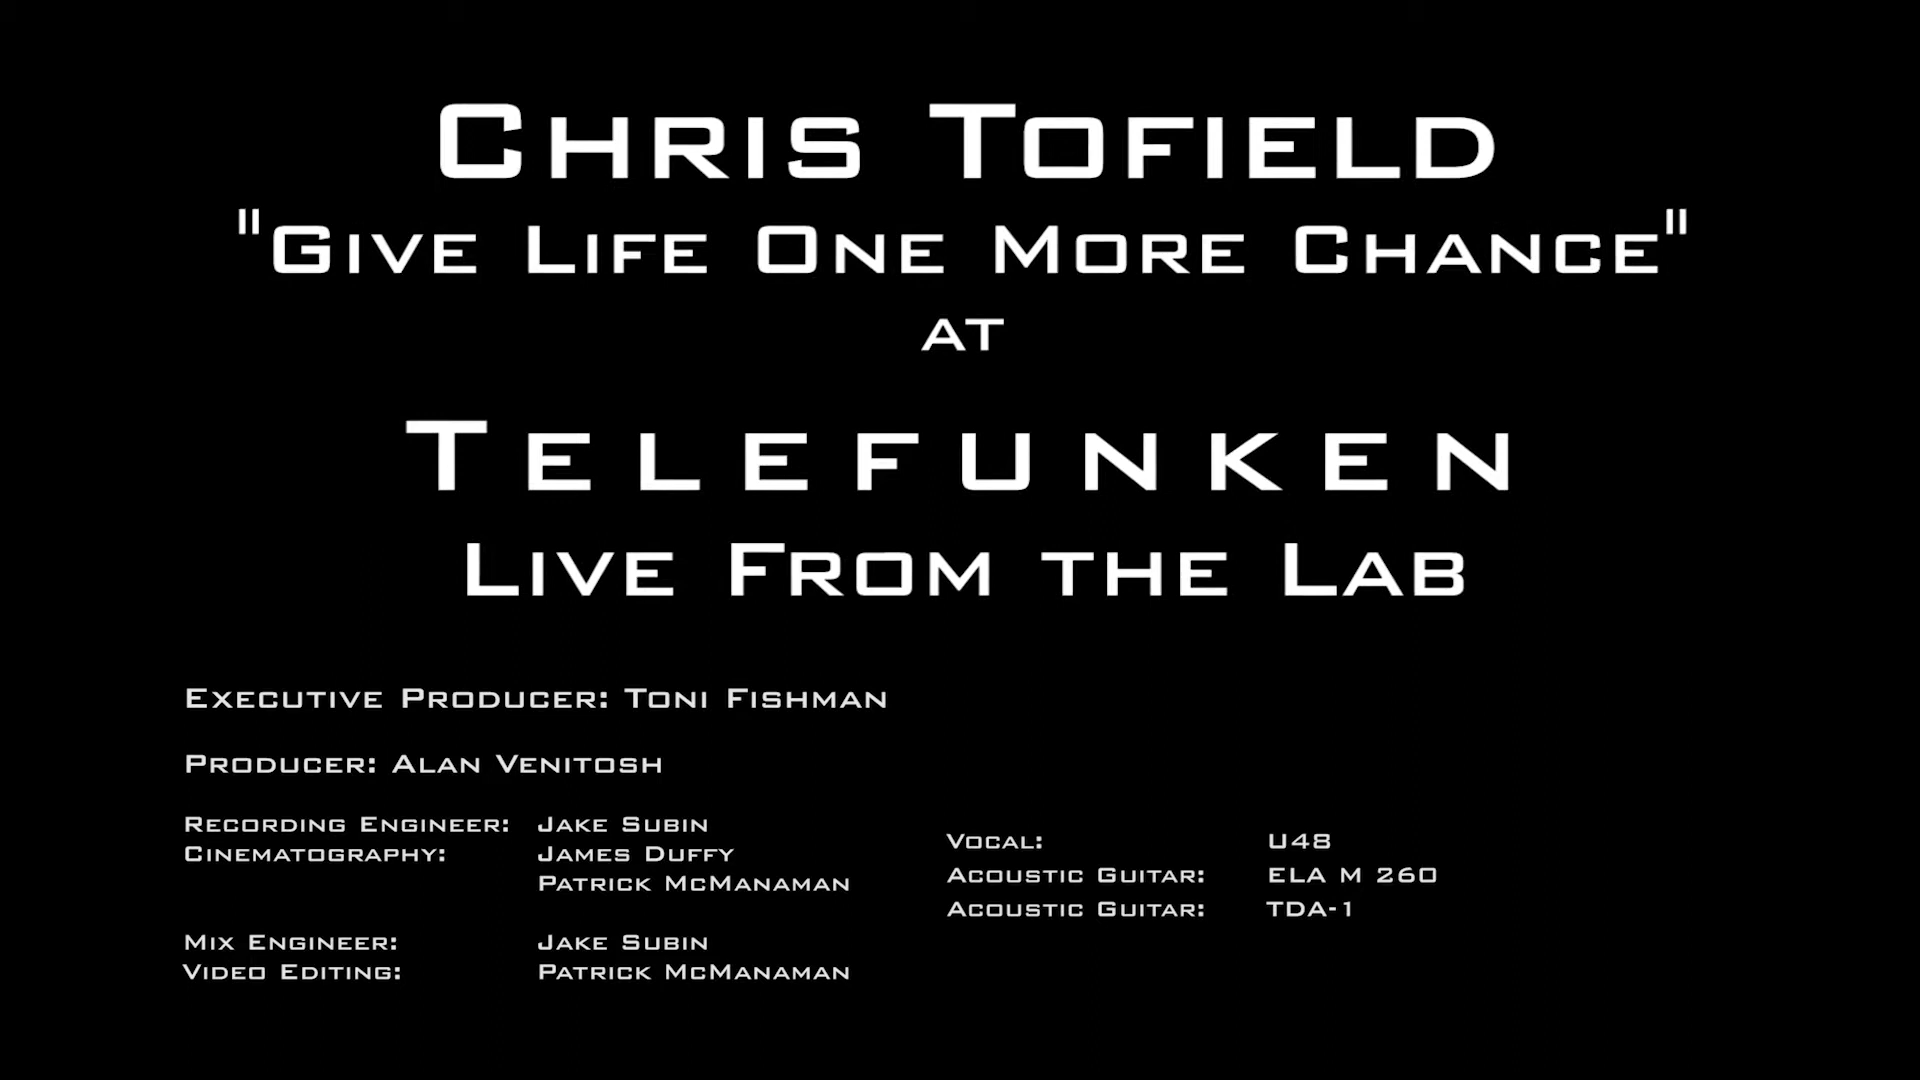 Chris Tofield
"Give Life One More Chance"
at
Telefunken
Live From the Lab
Executive Producer: Toni Fishman
Producer: Alan Venitosh
Recording Engineer: Jake Subin
Cinematography: James Duffy
Patrick McManaman
Mix Engineer: Jake Subin
Video Editing: Patrick McManaman
Vocal: U48
Acoustic Guitar: ELA M 260
Acoustic Guitar: TDA-1